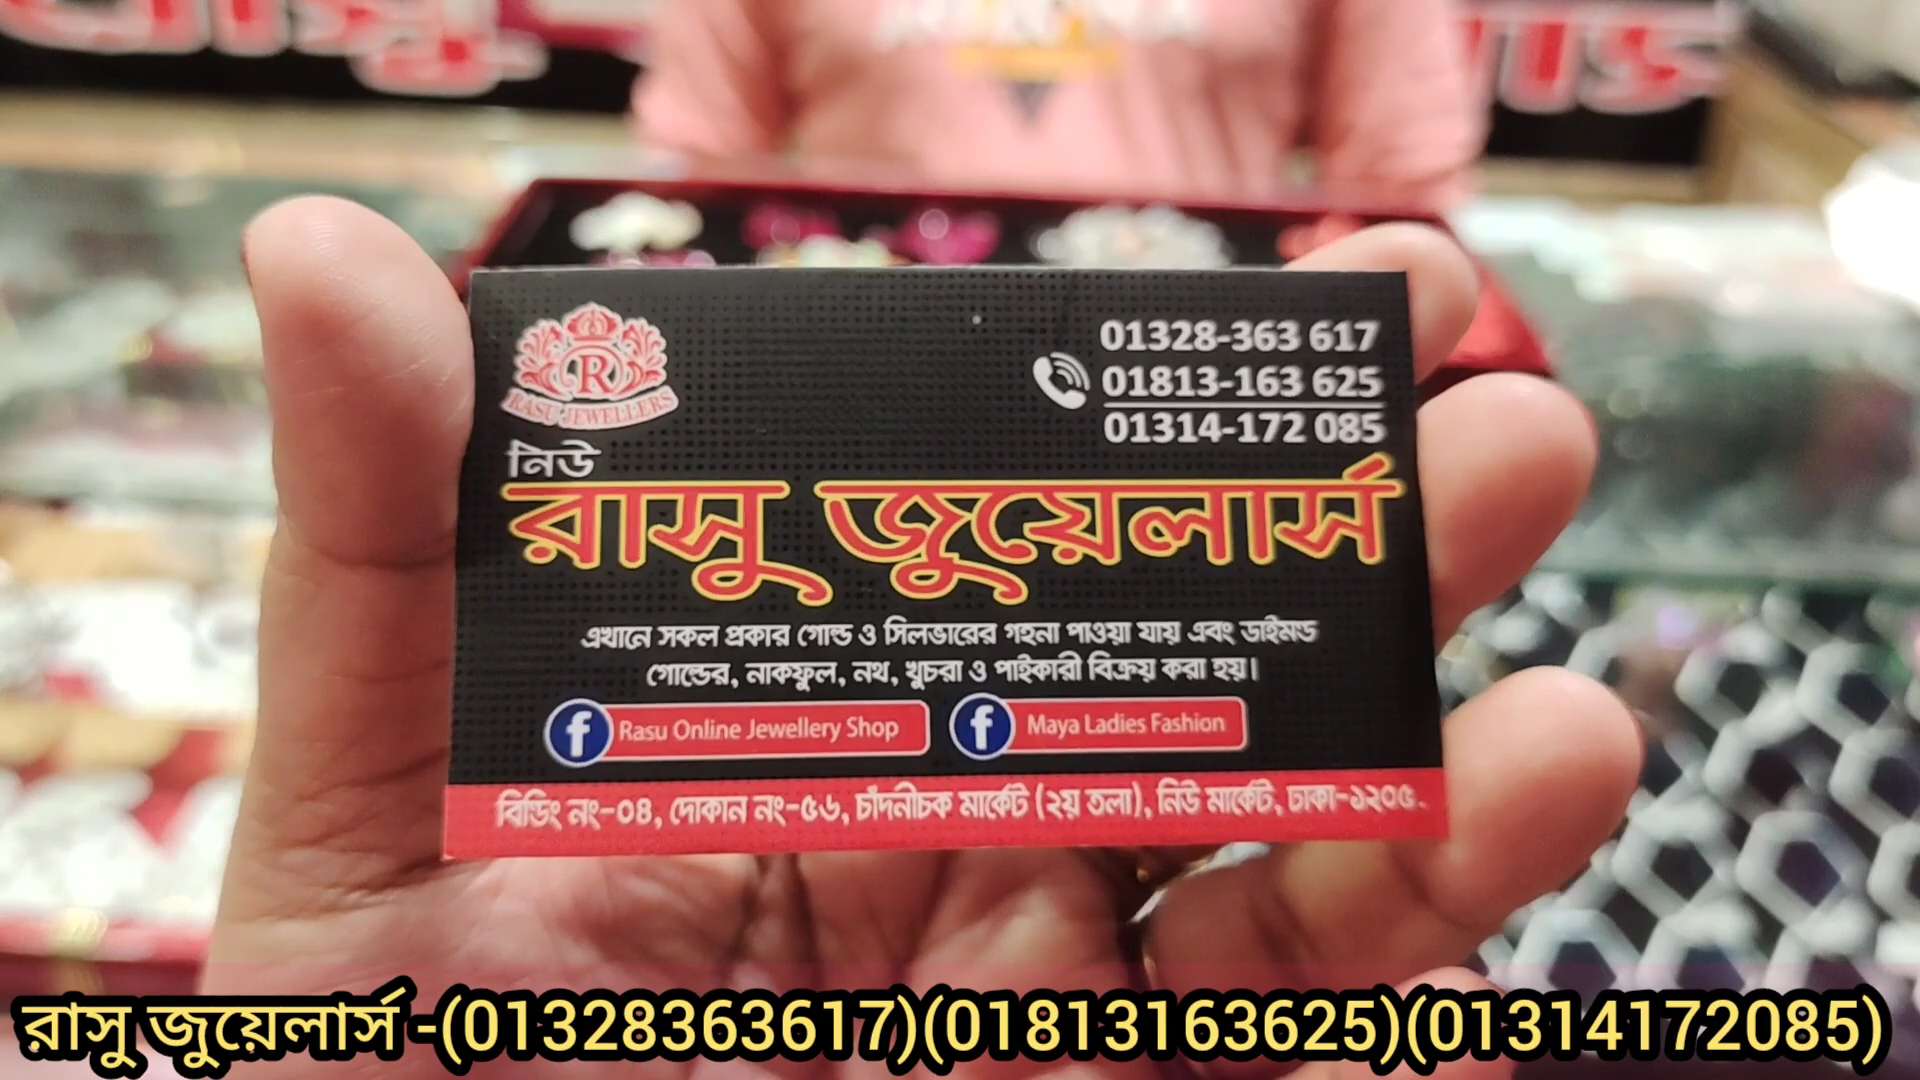 01328-363 617
01813-163 625
01314-172 085
R
RASU JEWELLERS
নিউ
রাসু জুয়েলার্স
এখানে সকল প্রকার গোল্ড ও সিলভারের গহনা পাওয়া যায় এবং ডাইমন্ড
গোল্ডের, নাকফুল, নথ, খুচরা ও পাইকারী বিক্রয় করা হয়।
f Rasu Online Jewellery Shop f Maya Ladies Fashion
বিল্ডিং নং-০৪, দোকান নং-৫৬, চাঁদনীচক মার্কেট (২য় তলা), নিউ মার্কেট, ঢাকা-১২০৫.
রাসু জুয়েলার্স -(01328363617)(01813163625)(01314172085)